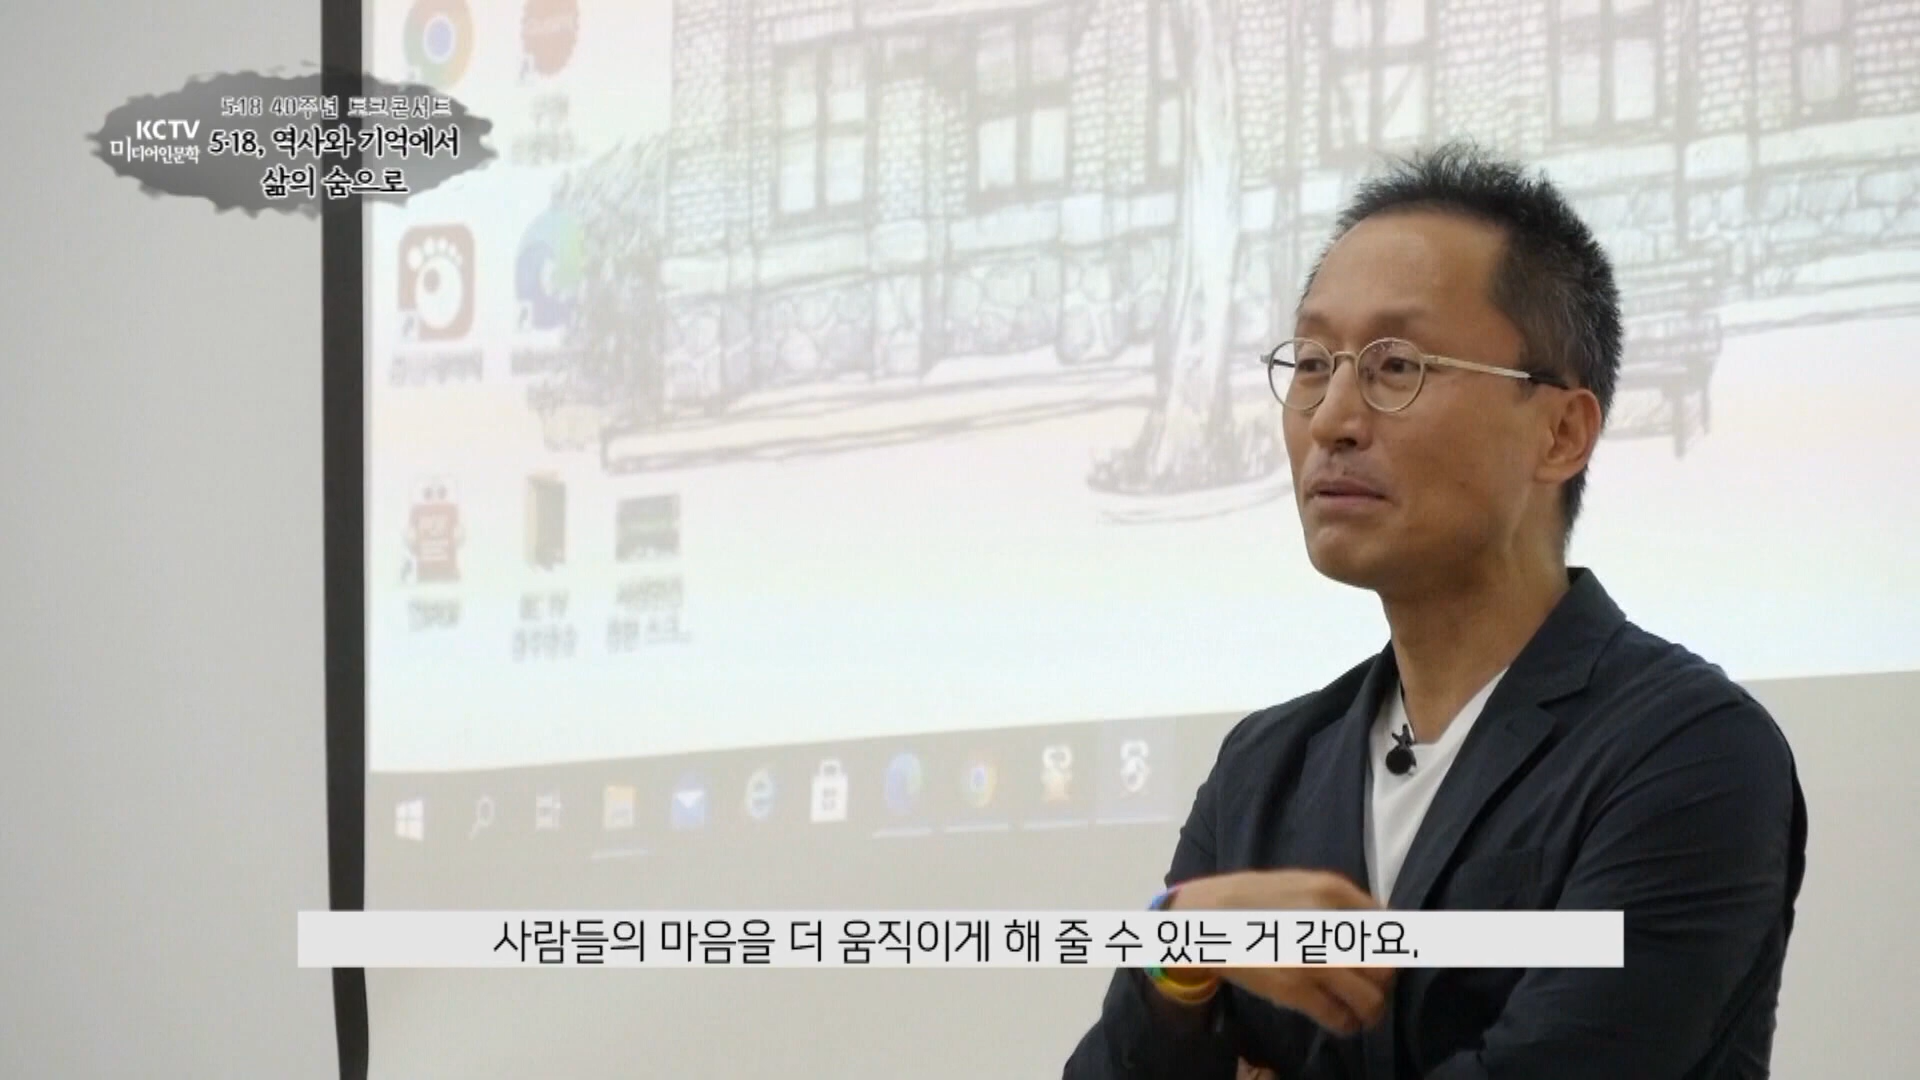 5·18 40주년 토크콘서트
KCTV
미디어인문학
5·18, 역사와 기억에서
삶의 숨으로
PDF
사람들의 마음을 더 움직이게 해 줄 수 있는 거 같아요.